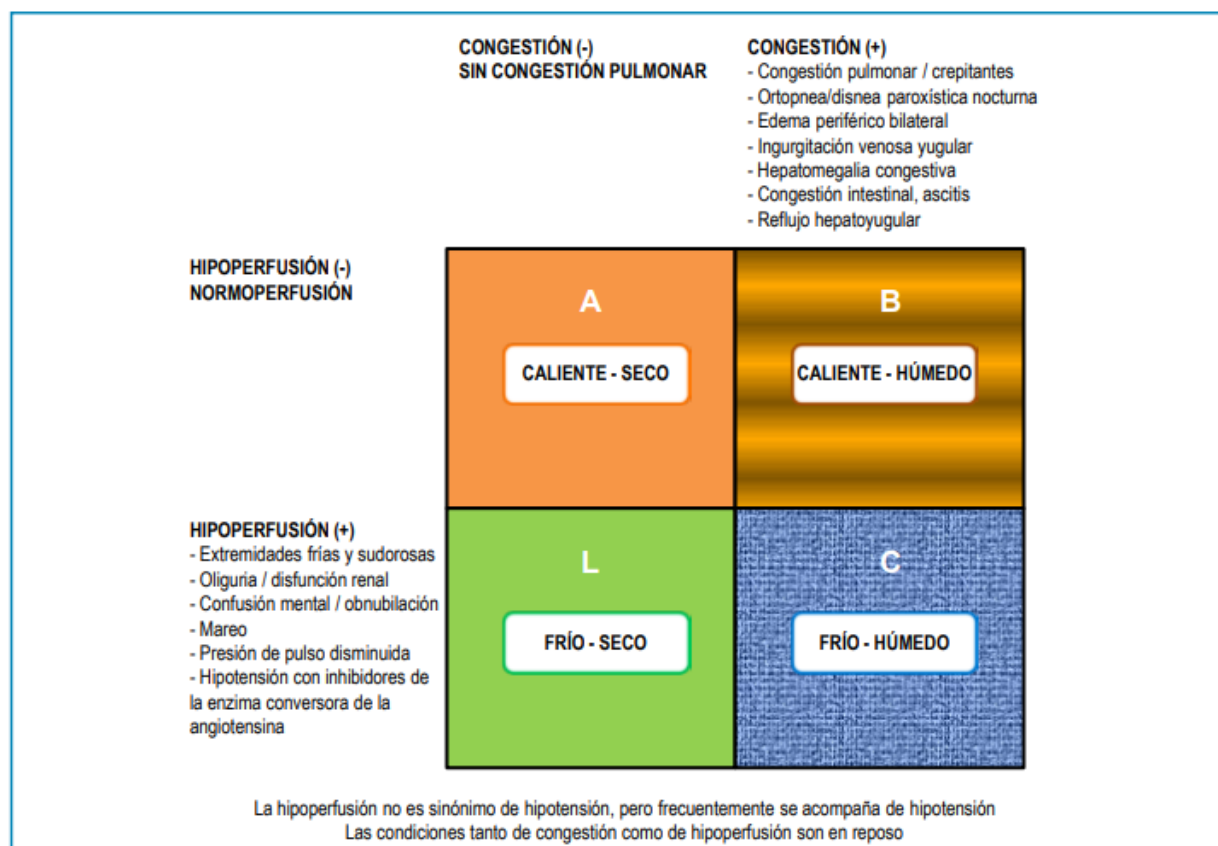 CONGESTIÓN (-)
SIN CONGESTIÓN PULMONAR
CONGESTIÓN (+)
- Congestión pulmonar / crepitantes
- Ortopnea/disnea paroxística nocturna
- Edema periférico bilateral
- Ingurgitación venosa yugular
- Hepatomegalia congestiva
- Congestión intestinal, ascitis
- Reflujo hepatoyugular
HIPOPERFUSIÓN (-)
NORMOPERFUSIÓN
A
CALIENTE - SECO
B
CALIENTE - HÚMEDO
HIPOPERFUSIÓN (+)
- Extremidades frías y sudorosas
- Oliguria / disfunción renal
- Confusión mental / obnubilación
- Mareo
- Presión de pulso disminuida
- Hipotensión con inhibidores de
la enzima conversora de la
angiotensina
L
FRÍO - SECO
C
FRÍO - HÚMEDO
La hipoperfusión no es sinónimo de hipotensión, pero frecuentemente se acompaña de hipotensión
Las condiciones tanto de congestión como de hipoperfusión son en reposo